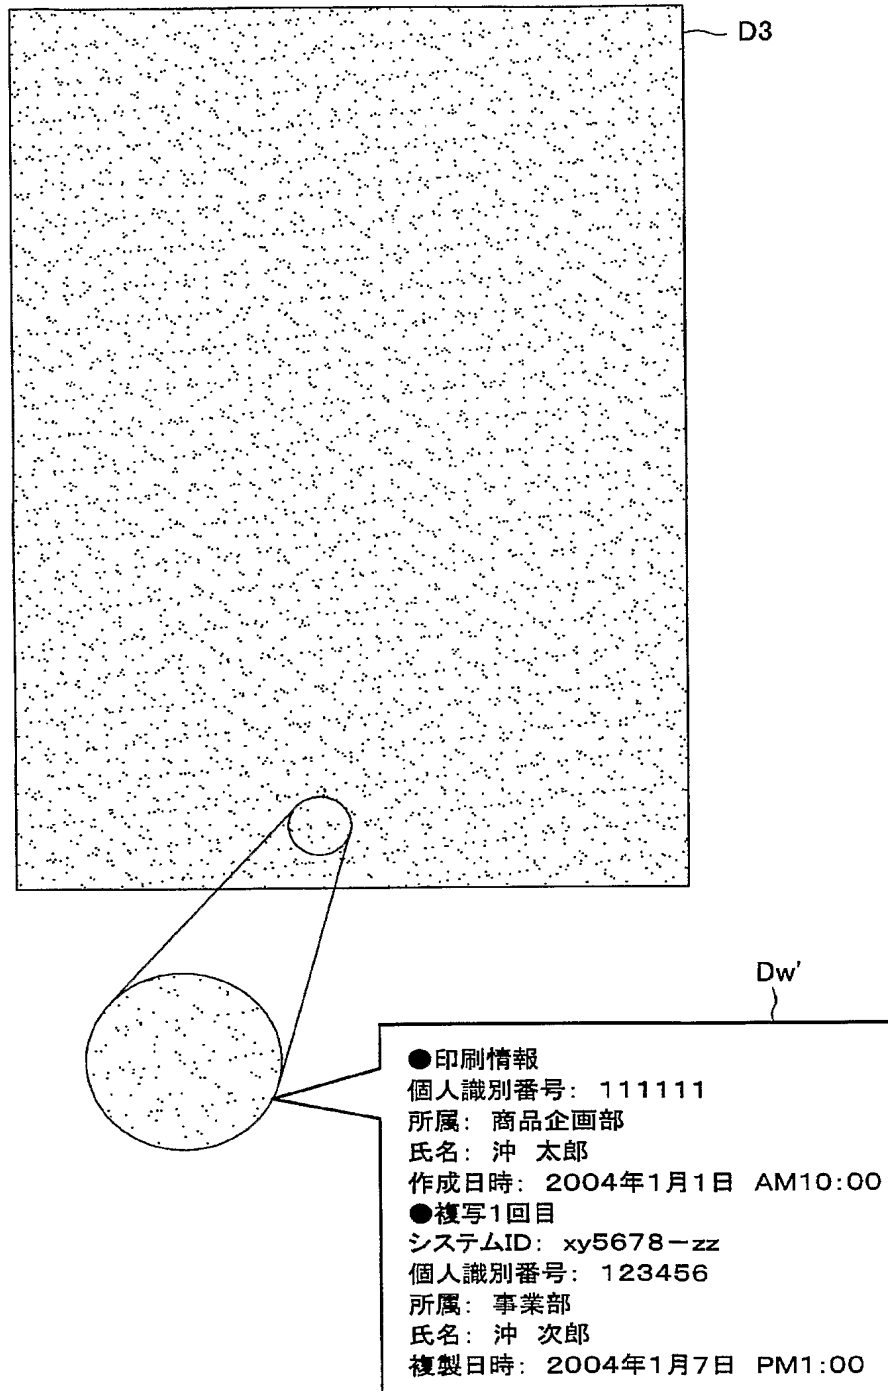 D3
Dw'
●印刷情報
個人識別番号: 111111
所属: 商品企画部
氏名: 沖 太郎
作成日時: 2004年1月1日 AM10:00
●複写1回目
システムID: xy5678-zz
個人識別番号: 123456
所属: 事業部
氏名: 沖 次郎
複製日時: 2004年1月7日 PM1:00